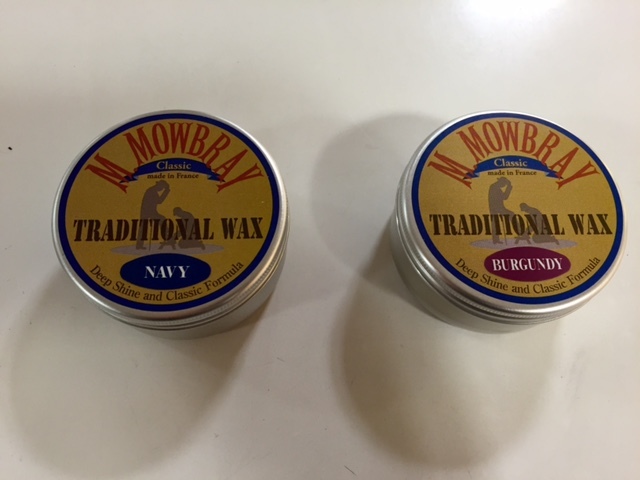 M.MOWBRAY
Classic
made in France
TRADITIONAL WAX
NAVY
Deep Shine and Classic Formula
M.MOWBRAY
Classic
made in France
TRADITIONAL WAX
BURGUNDY
Deep Shine and Classic Formula